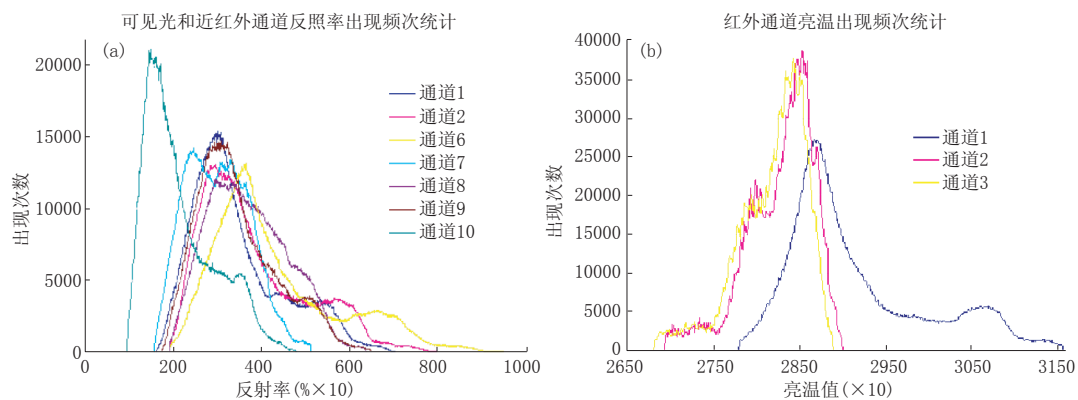 可见光和近红外通道反照率出现频次统计
(a)
20000
15000
10000
5000
0
出现次数
通道1
通道2
通道6
通道7
通道8
通道9
通道10
0 200 400 600 800 1000
反射率(%×10)
红外通道亮温出现频次统计
(b)
40000
35000
30000
25000
20000
15000
10000
5000
0
出现次数
通道1
通道2
通道3
2650 2750 2850 2950 3050 3150
亮温值(×10)